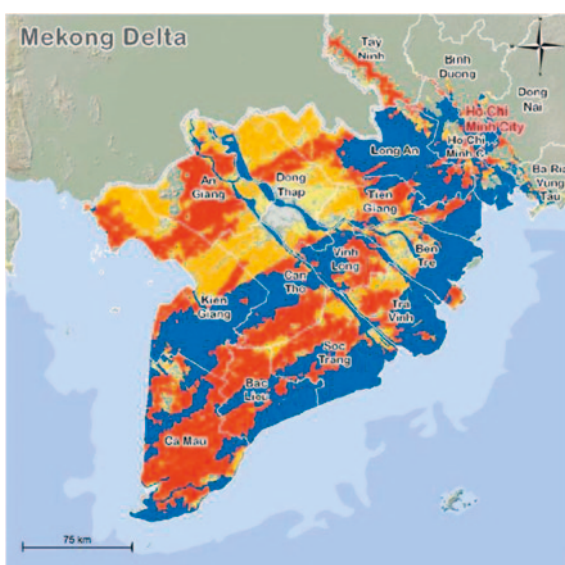 Mekong Delta
Tay
Ninh
Binh
Duong
Dong
Nai
Ho Chi
Minh City
Ho Chi
Minh C.
Long An
Ba Ria
Vung
Tau
An
Giang
Dong
Thap
Tien
Giang
Ben
Tre
Vinh
Long
Can
Tho
Kien
Giang
Tra
Vinh
Soc
Trang
Bac
Lieu
Ca Mau
75 km